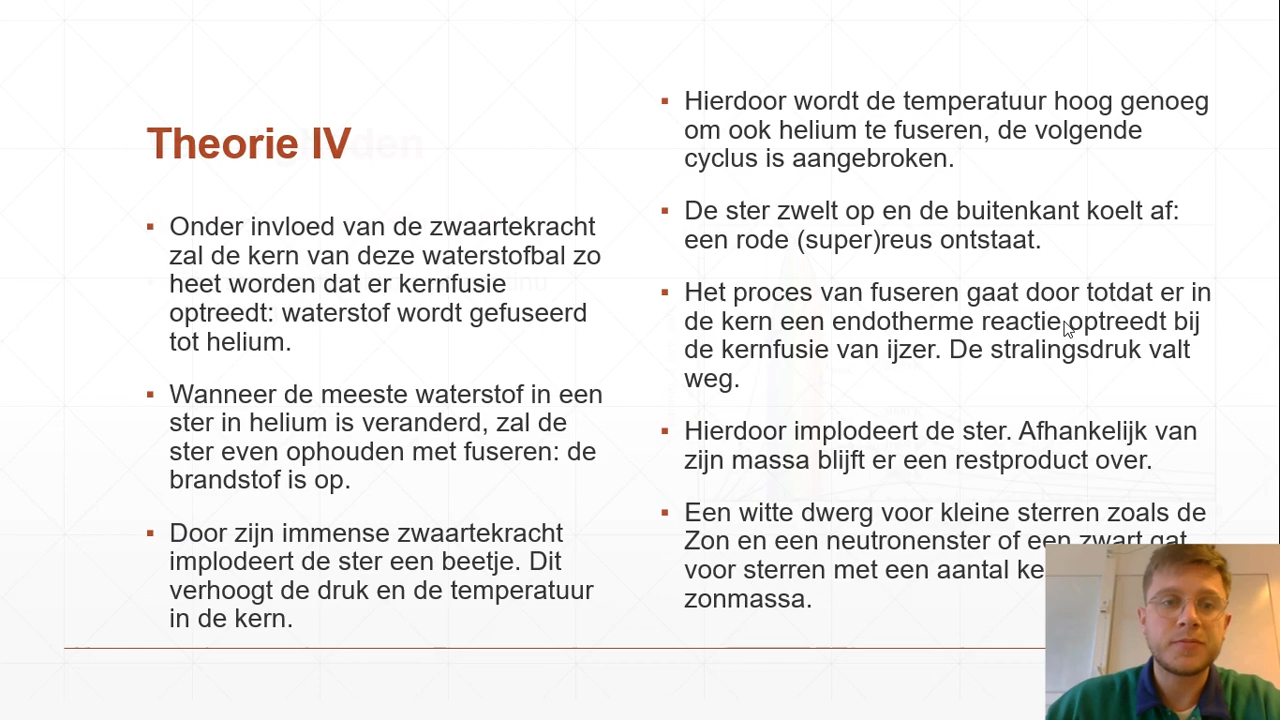 Theorie IV
Onder invloed van de zwaartekracht
zal de kern van deze waterstofbal zo
heet worden dat er kernfusie
optreedt: waterstof wordt gefuseerd
tot helium.
Wanneer de meeste waterstof in een
ster in helium is veranderd, zal de
ster even ophouden met fuseren: de
brandstof is op.
Door zijn immense zwaartekracht
implodeert de ster een beetje. Dit
verhoogt de druk en de temperatuur
in de kern.
Hierdoor wordt de temperatuur hoog genoeg
om ook helium te fuseren, de volgende
cyclus is aangebroken.
De ster zwelt op en de buitenkant koelt af:
een rode (super)reus ontstaat.
Het proces van fuseren gaat door totdat er in
de kern een endotherme reactie optreedt bij
de kernfusie van ijzer. De stralingsdruk valt
weg.
Hierdoor implodeert de ster. Afhankelijk van
zijn massa blijft er een restproduct over.
Een witte dwerg voor kleine sterren zoals de
Zon en een neutronenster of een zwart gat
voor sterren met een aantal
zonmassa.